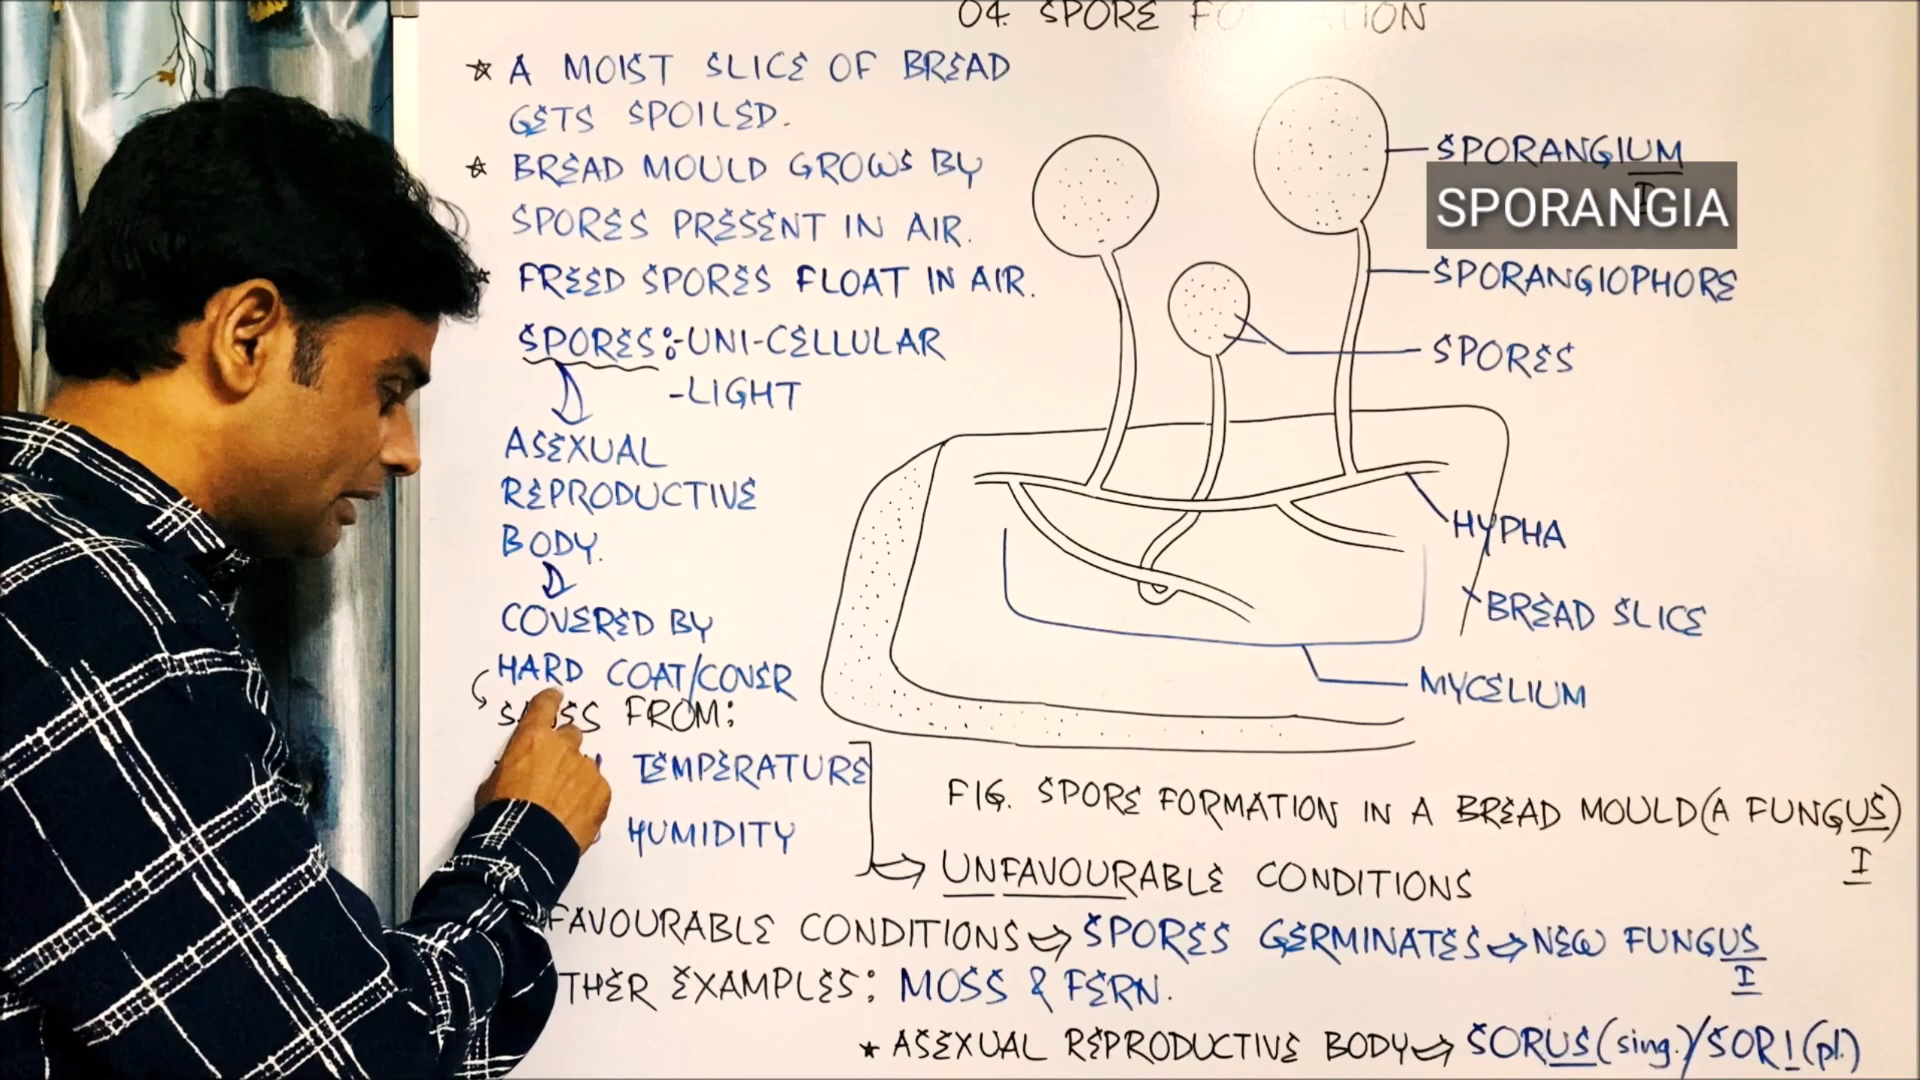 04. SPORE FORMATION
☆ A MOIST SLICE OF BREAD
GETS SPOILED.
★ BREAD MOULD GROWS BY
SPORES PRESENT IN AIR.
★ FREED SPORES FLOAT IN AIR.
SPORES:-UNI-CELLULAR
-LIGHT
ASEXUAL
REPRODUCTIVE
BODY.
COVERED BY
HARD COAT/COVER
FROM:
TEMPERATURE
HUMIDITY
SPORANGIUM
SPORANGIA
SPORANGIOPHORE
SPORES
HYPHA
BREAD SLICE
MYCELIUM
FIG. SPORE FORMATION IN A BREAD MOULD (A FUNGUS)
I
UNFAVOURABLE CONDITIONS
FAVOURABLE CONDITIONS ⇒ SPORES GERMINATES ⇒ NEW FUNGUS
I
THER EXAMPLES: MOSS & FERN.
★ ASEXUAL REPRODUCTIVE BODY ⇒ SORUS (sing.)/SORI (pl.)